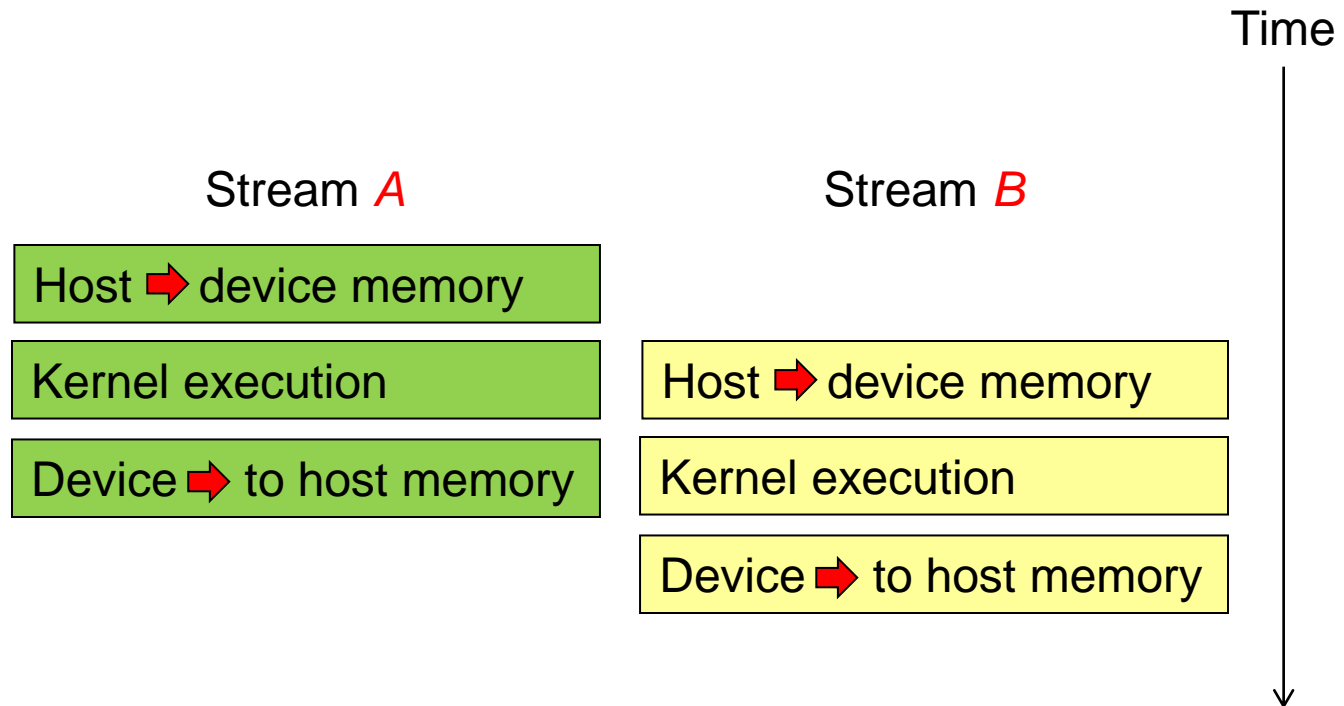 Time
Stream A
Stream B
Host device memory
Kernel execution
Host device memory
Device to host memory
Kernel execution
Device to host memory